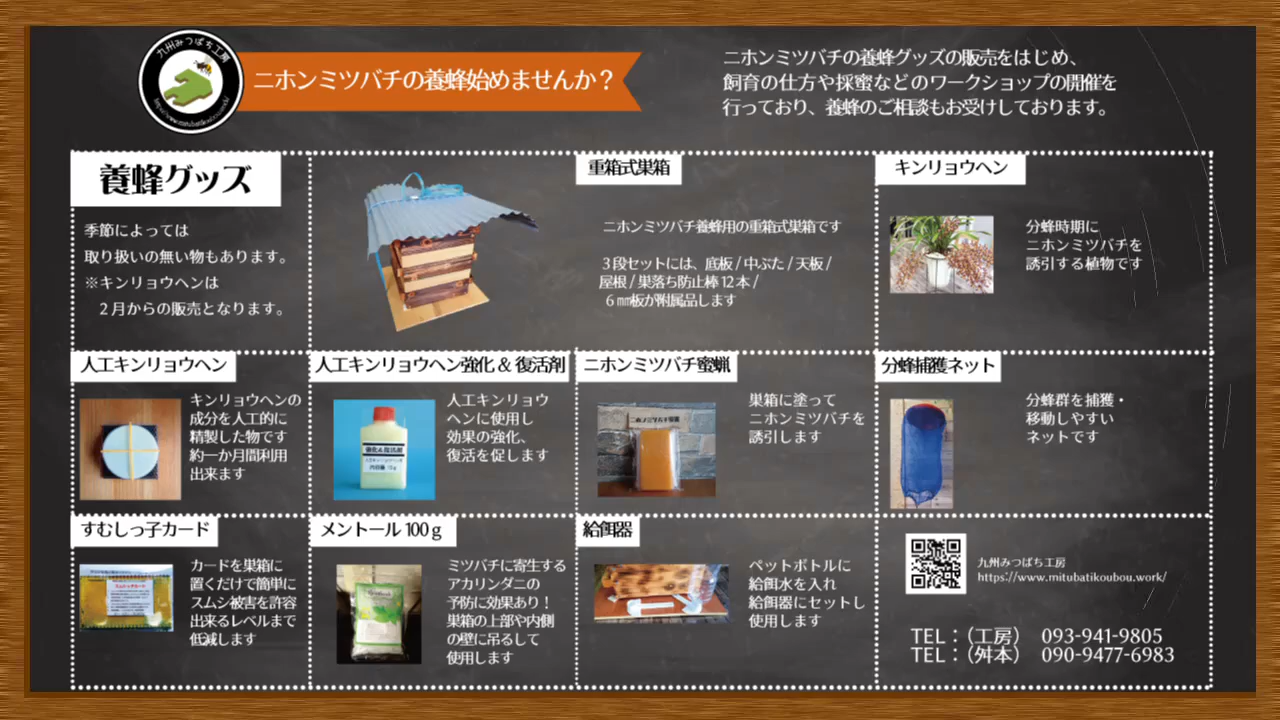 九州みつばち工房
ニホンミツバチの養蜂始めませんか？
ニホンミツバチの養蜂グッズの販売をはじめ、
飼育の仕方や採蜜などのワークショップの開催を
行っており、養蜂のご相談もお受けしております。
養蜂グッズ
季節によっては
取り扱いの無い物もあります。
※キンリョウヘンは
２月からの販売となります。
重箱式巣箱
ニホンミツバチ養蜂用の重箱式巣箱です
３段セットには、底板 / 中ぶた / 天板 /
屋根 / 巣落ち防止棒 12 本 /
６㎜板が附属品します
キンリョウヘン
分蜂時期に
ニホンミツバチを
誘引する植物です
人工キンリョウヘン
キンリョウヘンの
成分を人工的に
精製した物です
約一か月間利用
出来ます
人工キンリョウヘン強化 & 復活剤
強化&復活剤
人工キンリョウ
ヘンに使用し
効果の強化、
復活を促します
ニホンミツバチ蜜蝋
ニホンミツバチ蜜蝋
巣箱に塗って
ニホンミツバチを
誘引します
分蜂捕獲ネット
分蜂群を捕獲・
移動しやすい
ネットです
すむしっ子カード
カードを巣箱に
置くだけで簡単に
スムシ被害を許容
出来るレベルまで
低減します
メントール 100ｇ
ミツバチに寄生する
アカリンダニの
予防に効果あり！
巣箱の上部や内側
の壁に吊るして
使用します
給餌器
ペットボトルに
給餌水を入れ
給餌器にセットし
使用します
九州みつばち工房
https://www.mitubatikoubou.work/
TEL：（工房）　093-941-9805
TEL：（舛本）　090-9477-6983